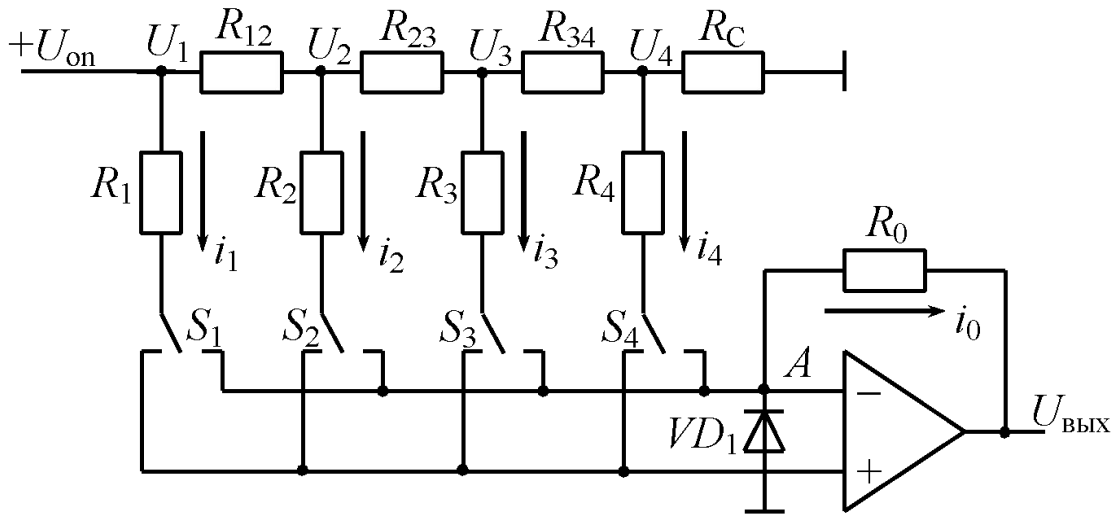 +Uоп U1 R12 U2 R23 U3 R34 U4 RC
R1 i1 R2 i2 R3 i3 R4 i4 R0
S1 S2 S3 S4 i0
A
VD1 − + Uвых